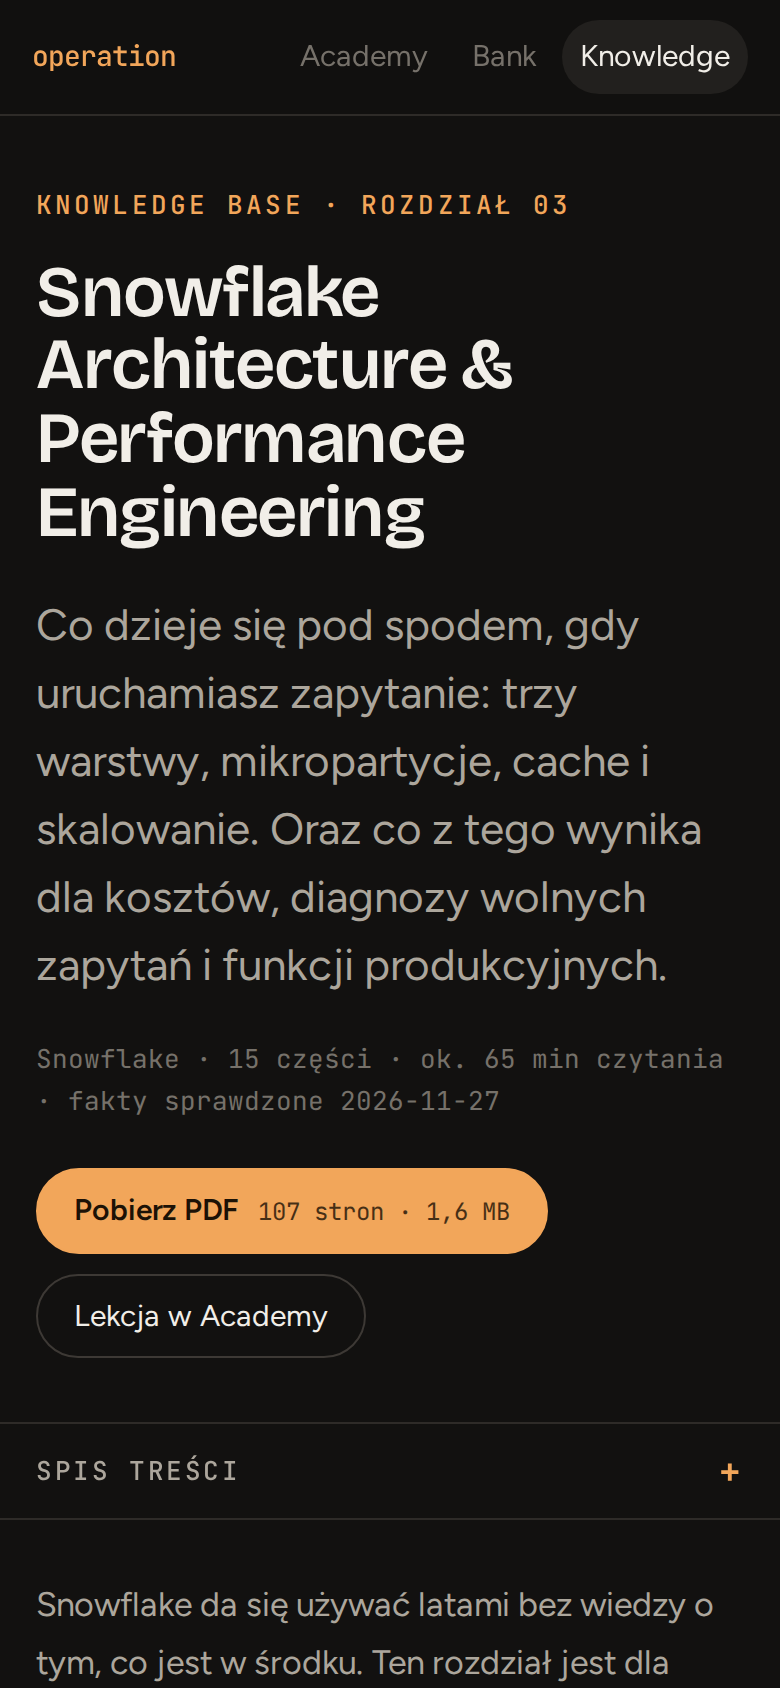 operation Academy Bank Knowledge
KNOWLEDGE BASE · ROZDZIAŁ 03
Snowflake
Architecture &
Performance
Engineering
Co dzieje się pod spodem, gdy
uruchamiasz zapytanie: trzy
warstwy, mikropartycje, cache i
skalowanie. Oraz co z tego wynika
dla kosztów, diagnozy wolnych
zapytań i funkcji produkcyjnych.
Snowflake · 15 części · ok. 65 min czytania
· fakty sprawdzone 2026-11-27
Pobierz PDF 107 stron · 1,6 MB
Lekcja w Academy
SPIS TREŚCI +
Snowflake da się używać latami bez wiedzy o
tym, co jest w środku. Ten rozdział jest dla